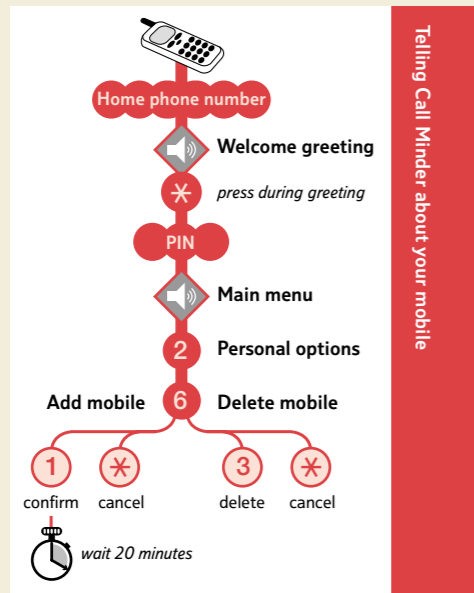 Telling Call Minder about your mobile
Home phone number
Welcome greeting
* press during greeting
PIN
Main menu
2 Personal options
Add mobile 6 Delete mobile
1 * 3 *
confirm cancel delete cancel
wait 20 minutes